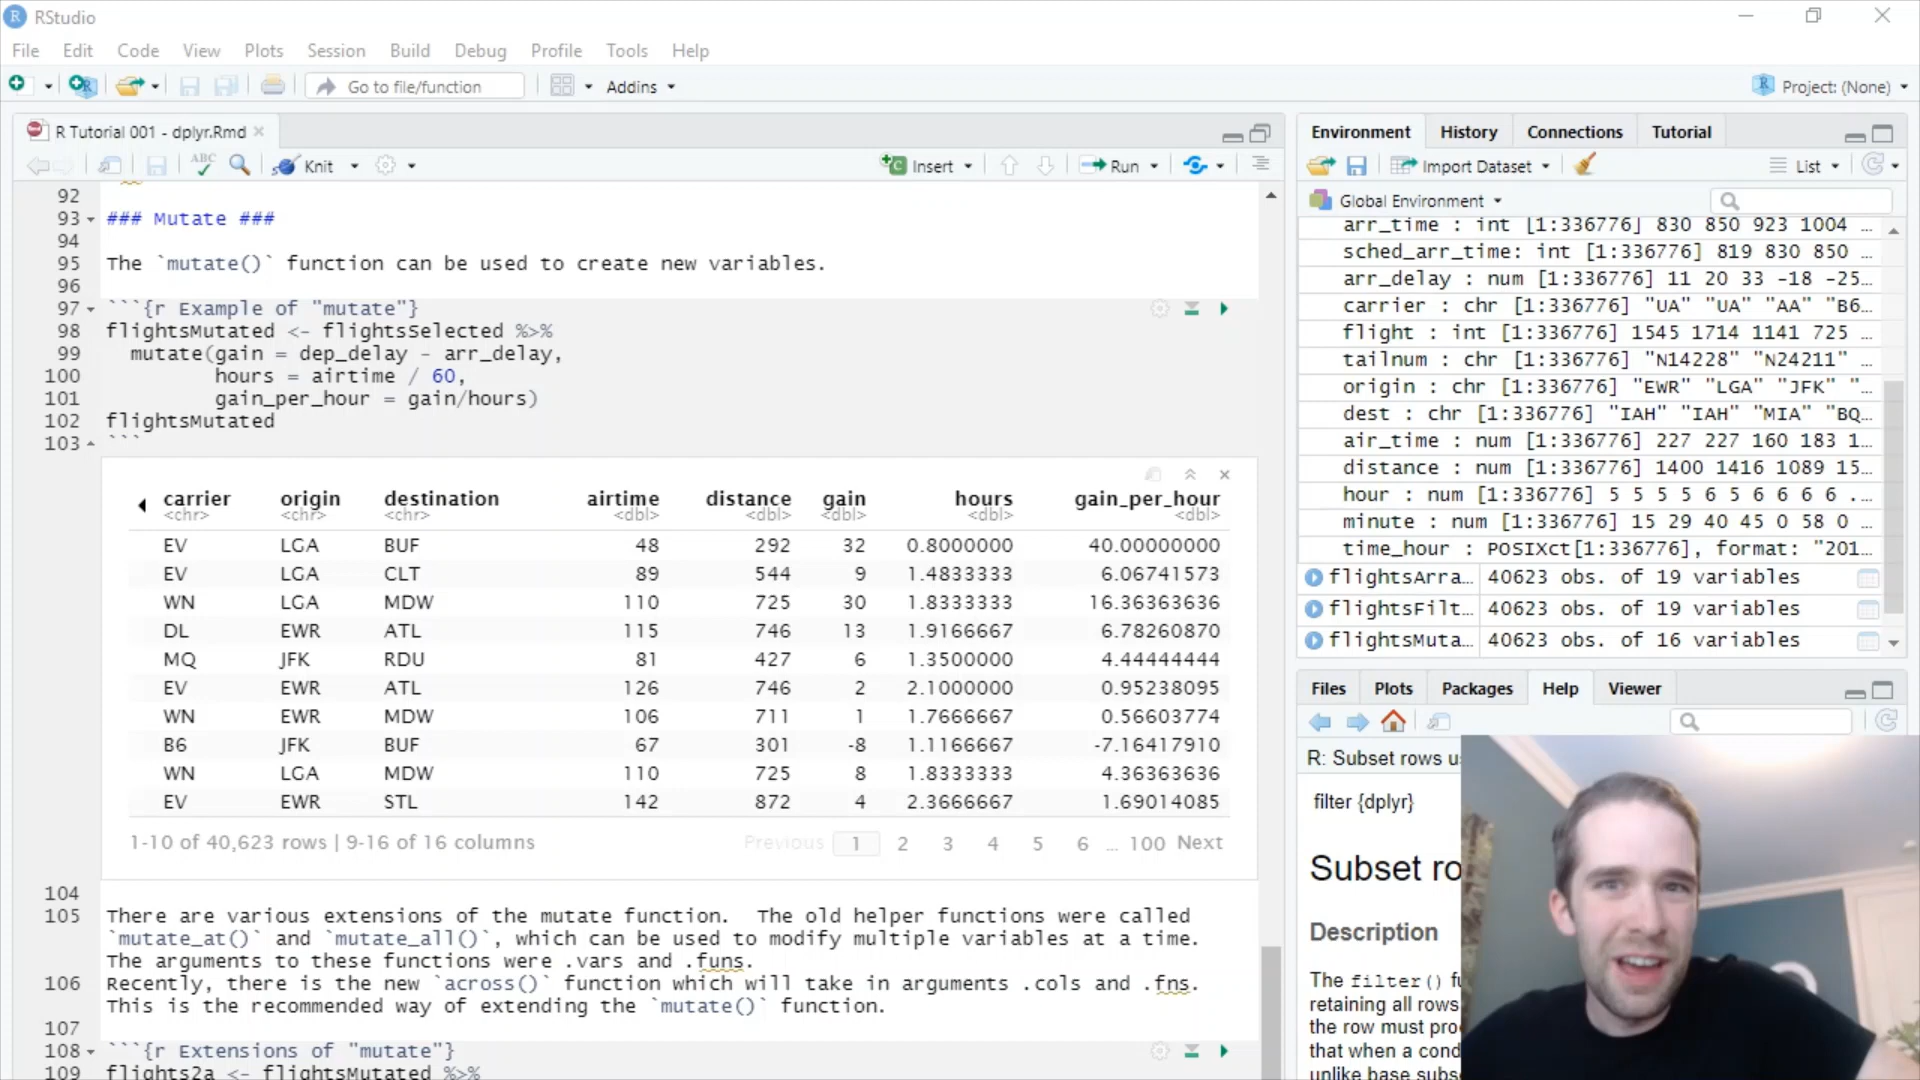 RStudio
File Edit Code View Plots Session Build Debug Profile Tools Help
Go to file/function Addins Project: (None)
R Tutorial 001 - dplyr.Rmd
ABC Knit Insert Run
92
93 ### Mutate ###
94
95 The `mutate()` function can be used to create new variables.
96
97 ```{r Example of "mutate"}
98 flightsMutated <- flightsSelected %>%
99 mutate(gain = dep_delay - arr_delay,
100 hours = airtime / 60,
101 gain_per_hour = gain/hours)
102 flightsMutated
103 ```
carrier origin destination airtime distance gain hours gain_per_hour
<chr> <chr> <chr> <dbl> <dbl> <dbl> <dbl> <dbl>
EV LGA BUF 48 292 32 0.8000000 40.00000000
EV LGA CLT 89 544 9 1.4833333 6.06741573
WN LGA MDW 110 725 30 1.8333333 16.36363636
DL EWR ATL 115 746 13 1.9166667 6.78260870
MQ JFK RDU 81 427 6 1.3500000 4.44444444
EV EWR ATL 126 746 2 2.1000000 0.95238095
WN EWR MDW 106 711 1 1.7666667 0.56603774
B6 JFK BUF 67 301 -8 1.1166667 -7.16417910
WN LGA MDW 110 725 8 1.8333333 4.36363636
EV EWR STL 142 872 4 2.3666667 1.69014085
1-10 of 40,623 rows | 9-16 of 16 columns Previous 1 2 3 4 5 6 ... 100 Next
104
105 There are various extensions of the mutate function. The old helper functions were called
`mutate_at()` and `mutate_all()`, which can be used to modify multiple variables at a time.
The arguments to these functions were .vars and .funs.
106 Recently, there is the new `across()` function which will take in arguments .cols and .fns.
This is the recommended way of extending the `mutate()` function.
107
108 ```{r Extensions of "mutate"}
109 flights2a <- flightsMutated %>%
Environment History Connections Tutorial
Import Dataset List
Global Environment
arr_time : int [1:336776] 830 850 923 1004 ...
sched_arr_time: int [1:336776] 819 830 850 ...
arr_delay : num [1:336776] 11 20 33 -18 -25...
carrier : chr [1:336776] "UA" "UA" "AA" "B6...
flight : int [1:336776] 1545 1714 1141 725 ...
tailnum : chr [1:336776] "N14228" "N24211" ...
origin : chr [1:336776] "EWR" "LGA" "JFK" "...
dest : chr [1:336776] "IAH" "IAH" "MIA" "BQ...
air_time : num [1:336776] 227 227 160 183 1...
distance : num [1:336776] 1400 1416 1089 15...
hour : num [1:336776] 5 5 5 5 6 5 6 6 6 6 ...
minute : num [1:336776] 15 29 40 45 0 58 0 ...
time_hour : POSIXct[1:336776], format: "201...
flightsArra... 40623 obs. of 19 variables
flightsFilt... 40623 obs. of 19 variables
flightsMuta... 40623 obs. of 16 variables
Files Plots Packages Help Viewer
R: Subset rows u
filter {dplyr}
Subset ro
Description
The filter() f
retaining all rows
the row must pro
that when a cond
unlike base subs